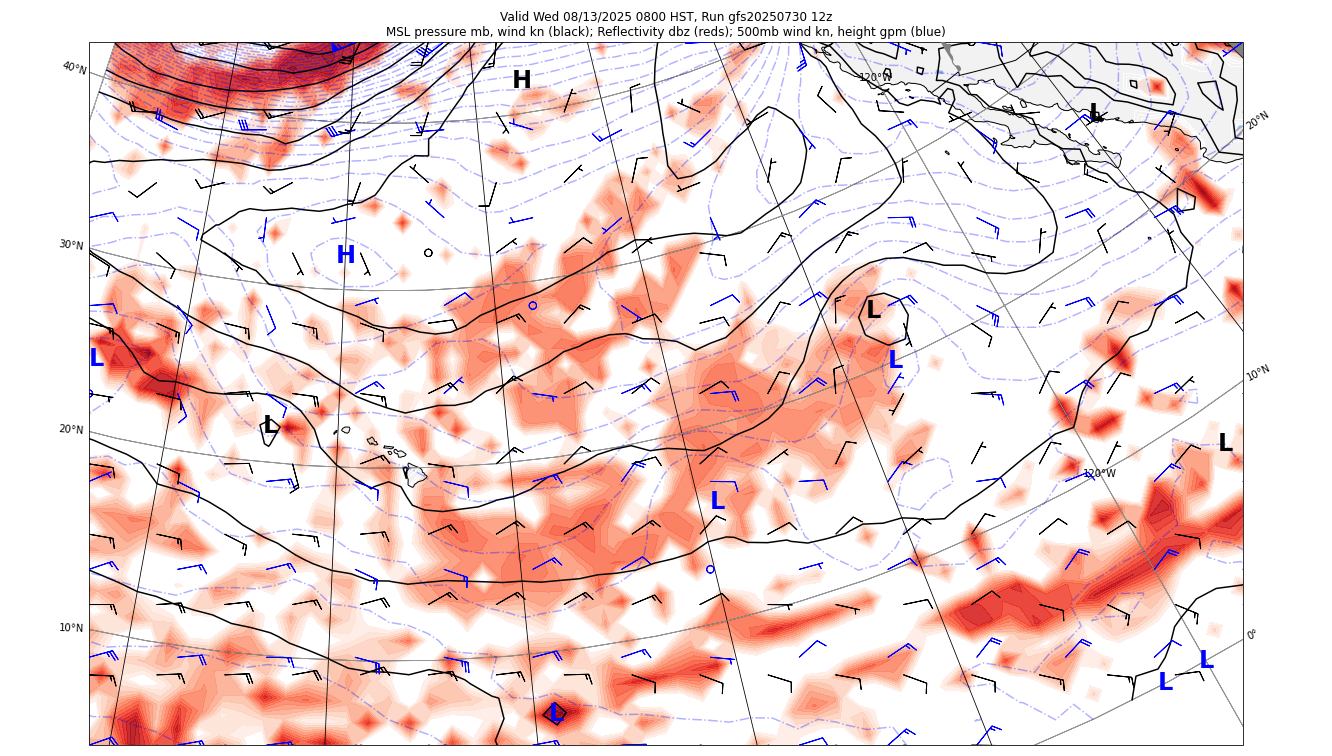 Valid Wed 08/13/2025 0800 HST, Run gfs20250730 12z
MSL pressure mb, wind kn (black); Reflectivity dbz (reds); 500mb wind kn, height gpm (blue)
40°N
H
120°W
L
20°N
30°N
H
L
L
L
10°N
L
20°N
L
120°W
L
L
10°N
0°
L
L
L